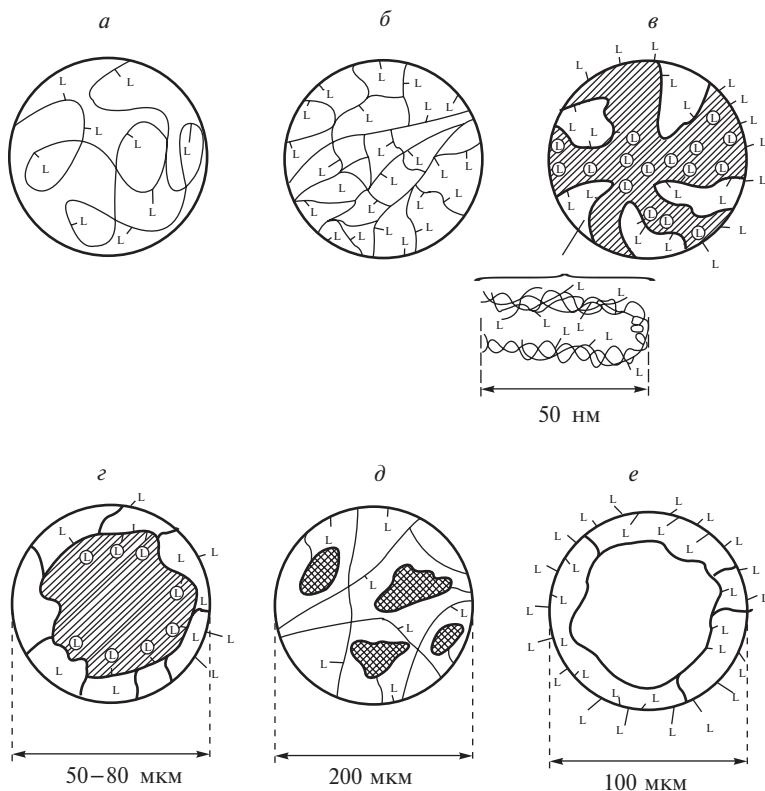 а б в
L L L L L L L L
L L L L L L L L L L L L L L L L L L L L
L L L L L L L L L L L L L L L L L L L L L L L L L L L L L L
L L L L L L L L L
50 нм
г д е
L L L L L L L L L L L L L L L L L
L L L L L L L
L L L L L L L L L L L L L L L L L L L L L
50–80 мкм
200 мкм
100 мкм